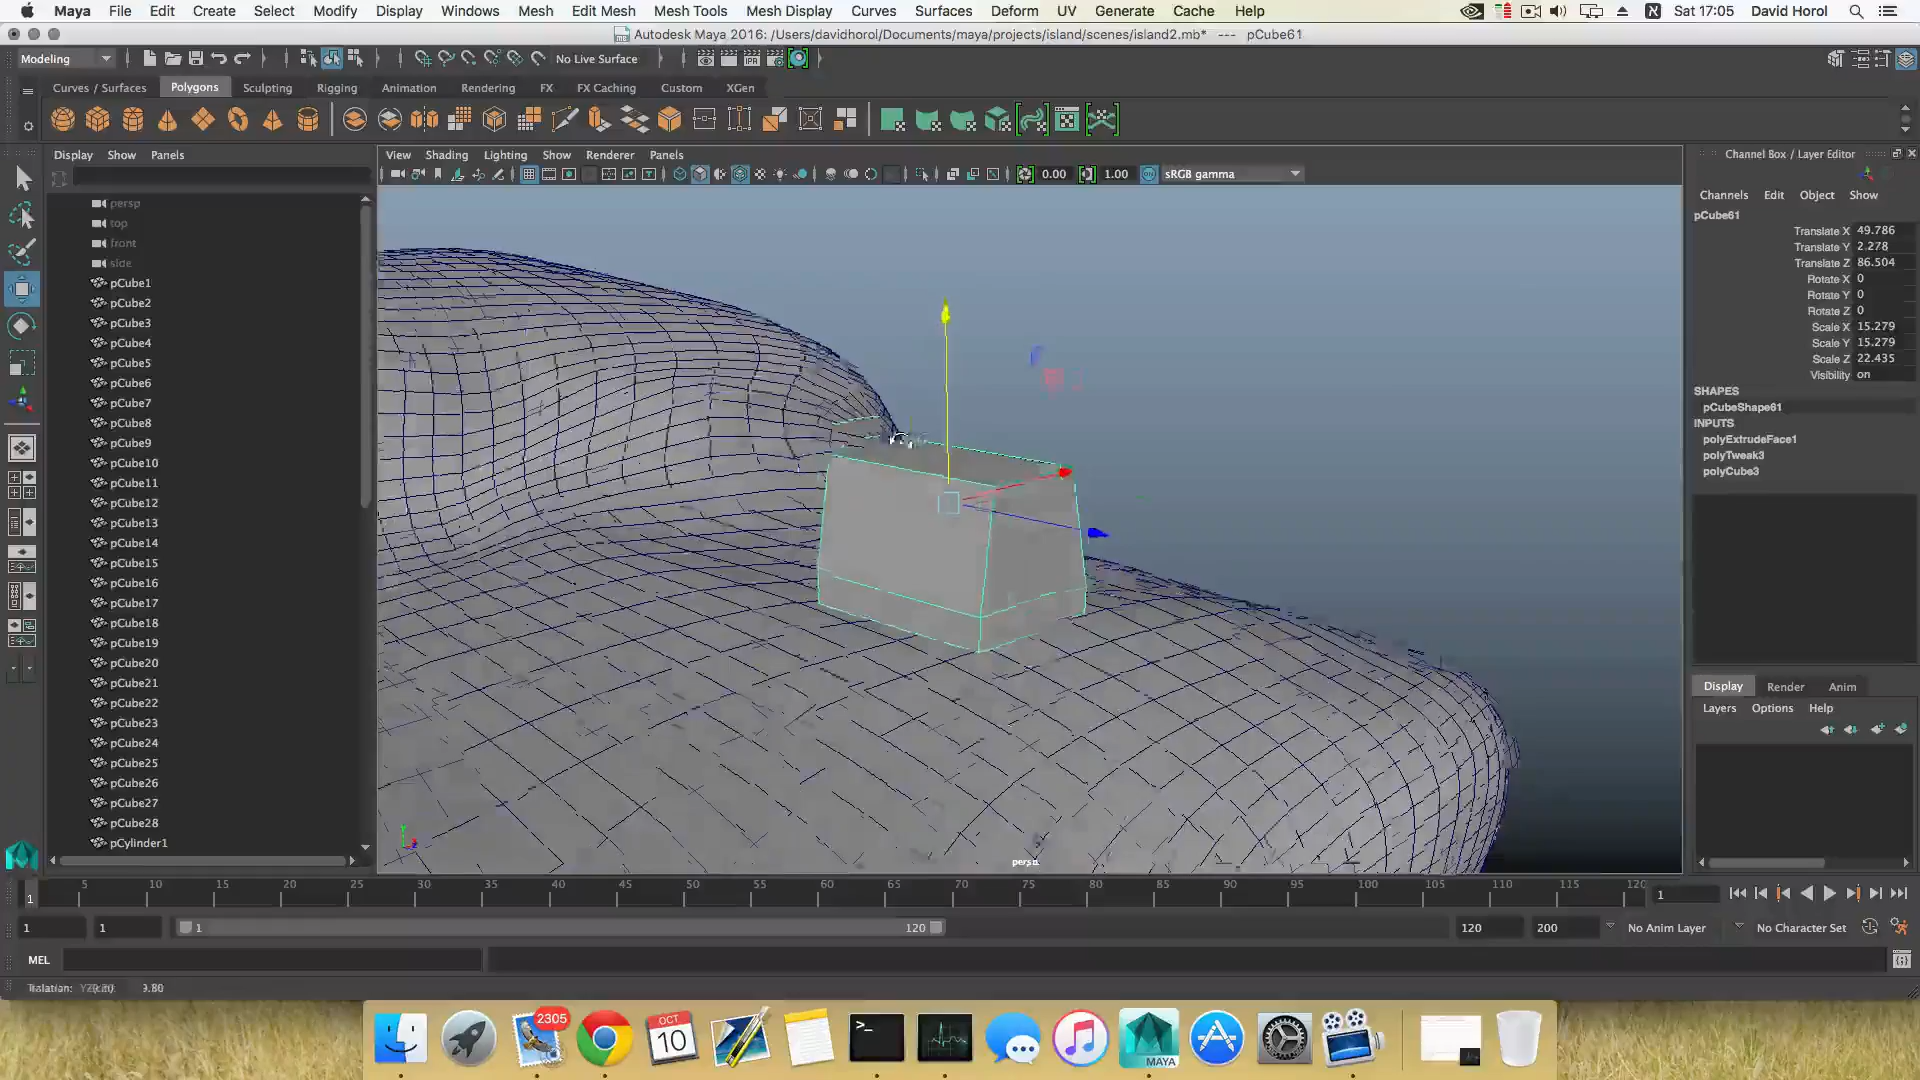 Maya File Edit Create Select Modify Display Windows Mesh Edit Mesh Mesh Tools Mesh Display Curves Surfaces Deform UV Generate Cache Help Sat 17:05 David Horol
Autodesk Maya 2016: /Users/davidhorol/Documents/maya/projects/island/scenes/island2.mb* --- pCube61
Modeling No Live Surface
Curves / Surfaces Polygons Sculpting Rigging Animation Rendering FX FX Caching Custom XGen
Display Show Panels
View Shading Lighting Show Renderer Panels
0.00 1.00 sRGB gamma
persp
top
front
side
pCube1
pCube2
pCube3
pCube4
pCube5
pCube6
pCube7
pCube8
pCube9
pCube10
pCube11
pCube12
pCube13
pCube14
pCube15
pCube16
pCube17
pCube18
pCube19
pCube20
pCube21
pCube22
pCube23
pCube24
pCube25
pCube26
pCube27
pCube28
pCylinder1
persp
Channel Box / Layer Editor
Channels Edit Object Show
pCube61
Translate X 49.786
Translate Y 2.278
Translate Z 86.504
Rotate X 0
Rotate Y 0
Rotate Z 0
Scale X 15.279
Scale Y 15.279
Scale Z 22.435
Visibility on
SHAPES
pCubeShape61
INPUTS
polyExtrudeFace1
polyTweak3
polyCube3
Display Render Anim
Layers Options Help
1 5 10 15 20 25 30 35 40 45 50 55 60 65 70 75 80 85 90 95 100 105 110 115 120 1
1 1 1 120 120 200 No Anim Layer No Character Set
MEL
9.80
2305
OCT
10
>_
MAYA